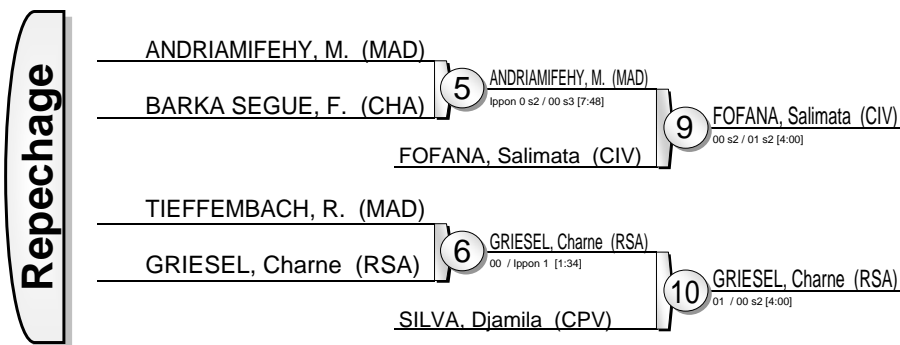 Repechage
ANDRIAMIFEHY, M. (MAD)
BARKA SEGUE, F. (CHA)
5
ANDRIAMIFEHY, M. (MAD)
Ippon 0 s2 / 00 s3 [7:48]
FOFANA, Salimata (CIV)
9
FOFANA, Salimata (CIV)
00 s2 / 01 s2 [4:00]
TIEFFEMBACH, R. (MAD)
GRIESEL, Charne (RSA)
6
GRIESEL, Charne (RSA)
00 / Ippon 1 [1:34]
SILVA, Djamila (CPV)
10
GRIESEL, Charne (RSA)
01 / 00 s2 [4:00]